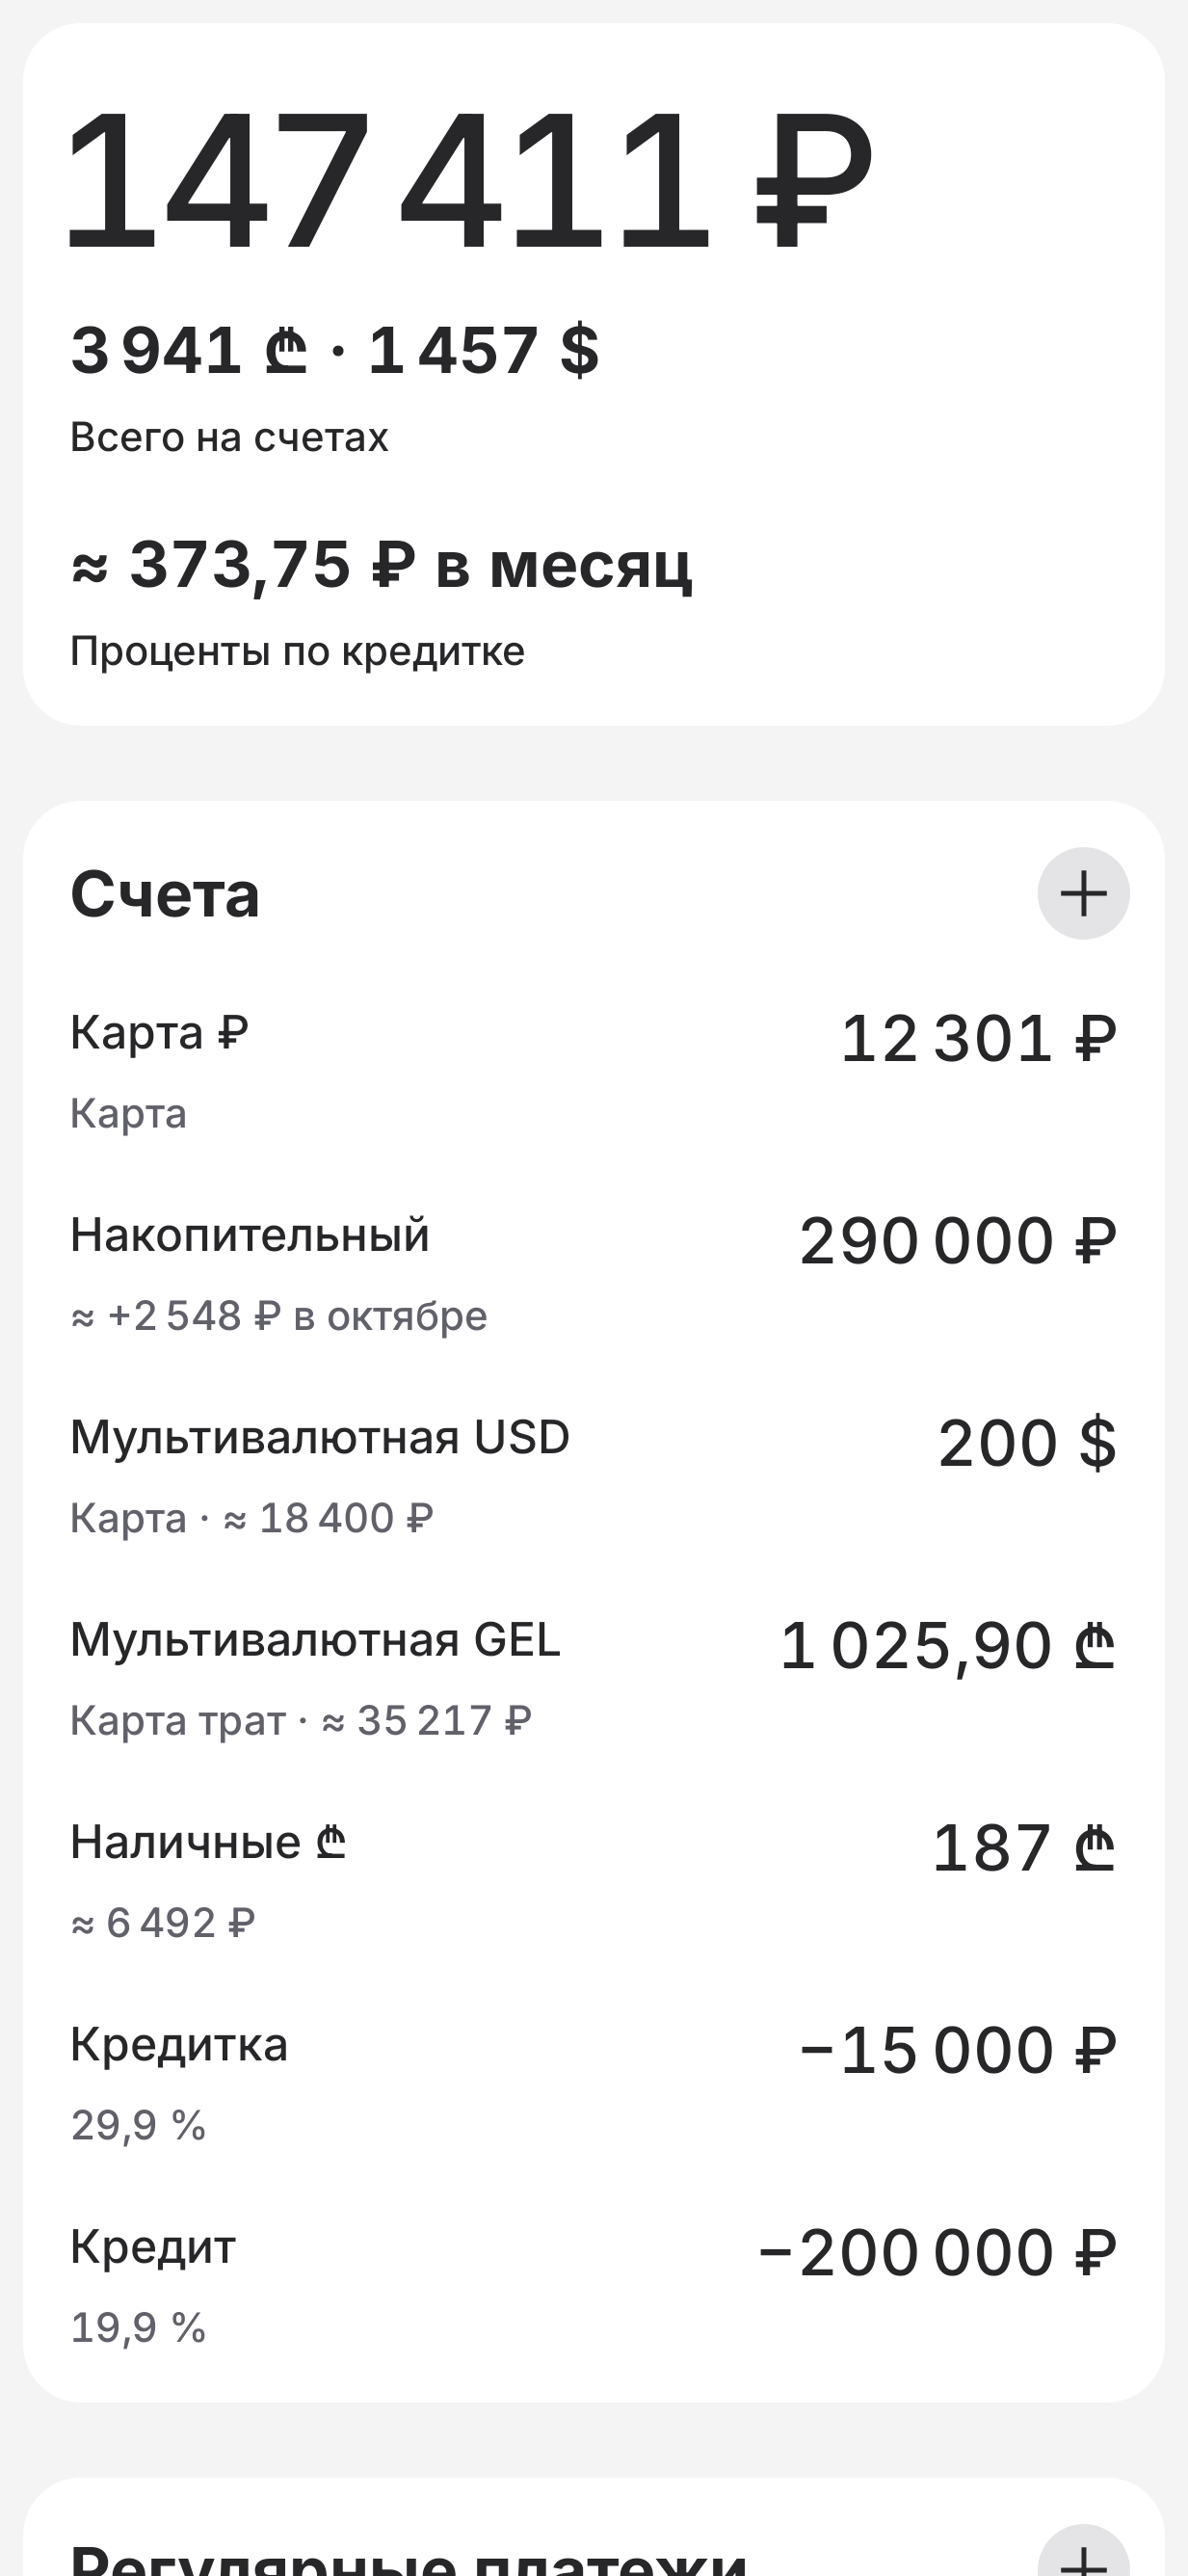 147 411 ₽
3 941 ₾ · 1 457 $
Всего на счетах
≈ 373,75 ₽ в месяц
Проценты по кредитке
Счета
Карта ₽
12 301 ₽
Карта
Накопительный
290 000 ₽
≈ +2 548 ₽ в октябре
Мультивалютная USD
200 $
Карта · ≈ 18 400 ₽
Мультивалютная GEL
1 025,90 ₾
Карта трат · ≈ 35 217 ₽
Наличные ₾
187 ₾
≈ 6 492 ₽
Кредитка
−15 000 ₽
29,9 %
Кредит
−200 000 ₽
19,9 %
Регулярные платежи